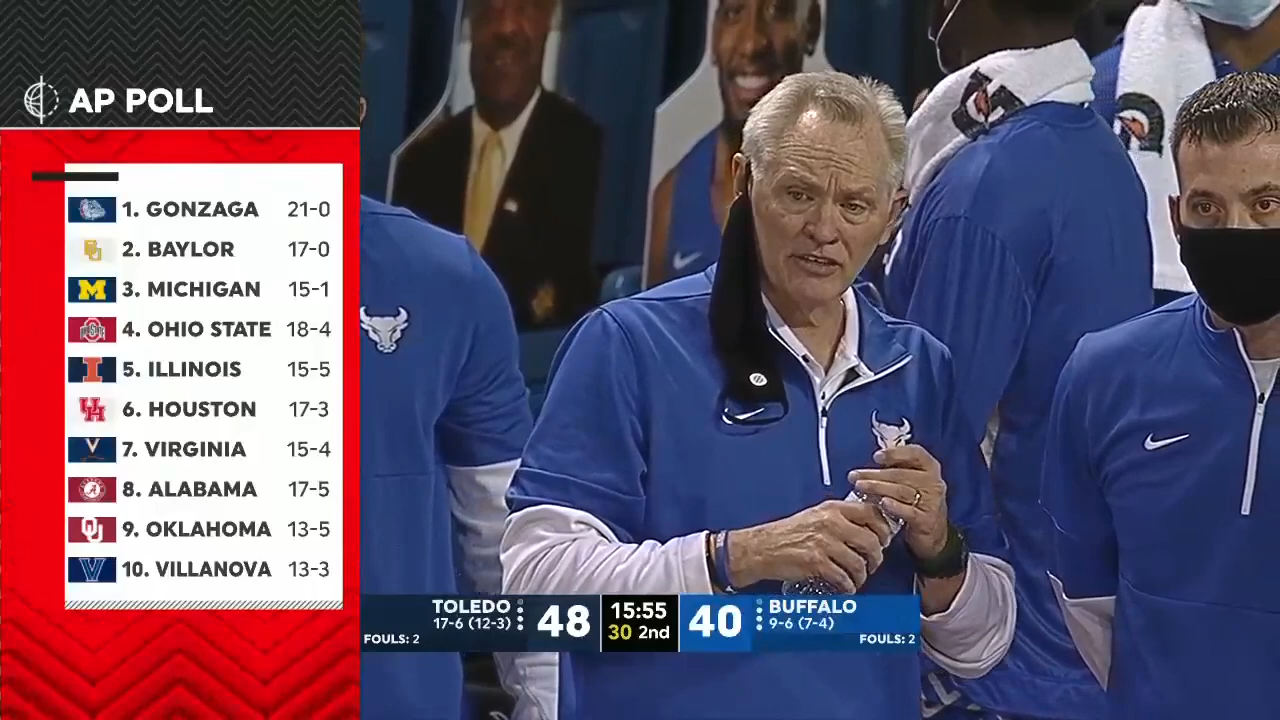 AP POLL
1. GONZAGA 21-0
2. BAYLOR 17-0
3. MICHIGAN 15-1
4. OHIO STATE 18-4
5. ILLINOIS 15-5
6. HOUSTON 17-3
7. VIRGINIA 15-4
8. ALABAMA 17-5
9. OKLAHOMA 13-5
10. VILLANOVA 13-3
TOLEDO 48
17-6 (12-3)
FOULS: 2
15:55
30 2nd
40 BUFFALO
9-6 (7-4)
FOULS: 2